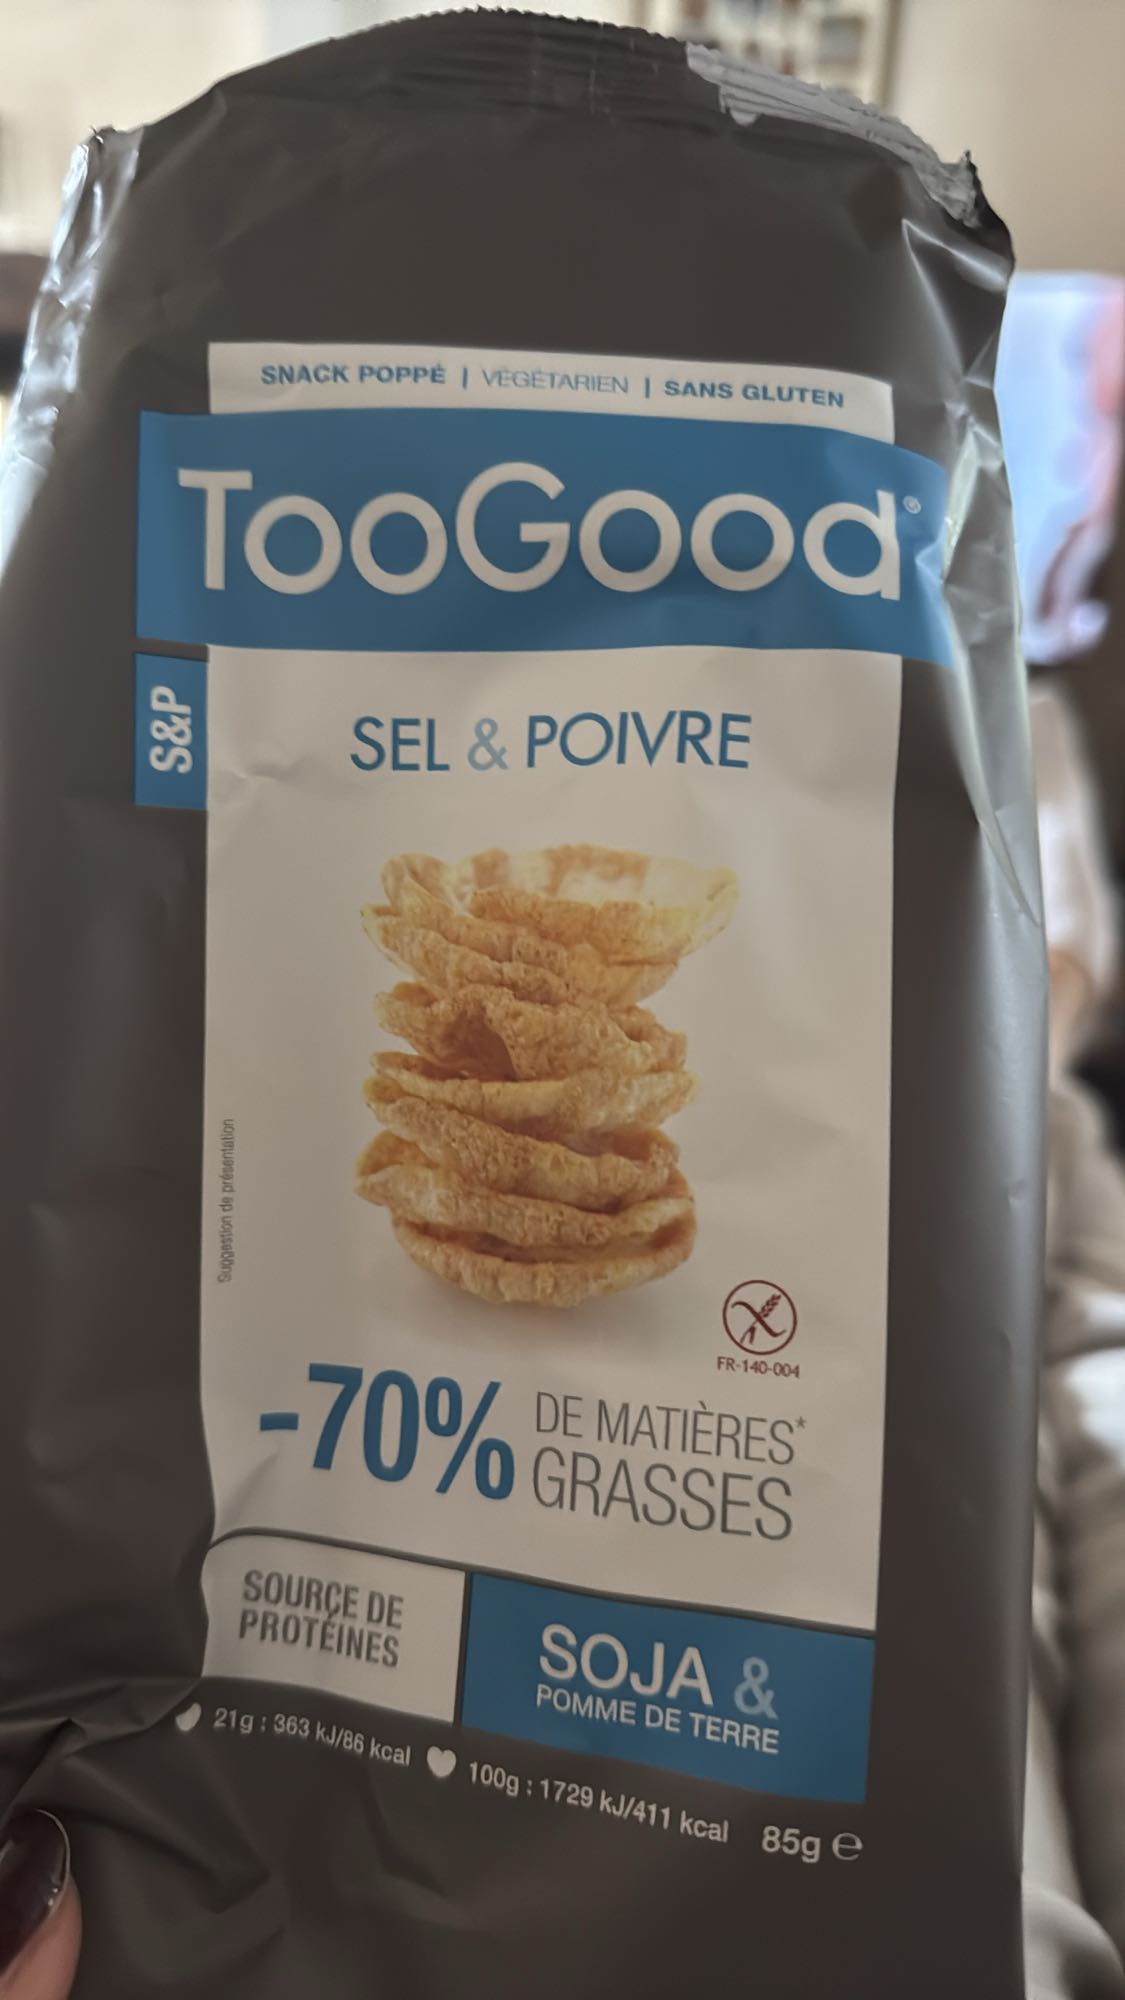 SNACK POPPÉ | VÉGÉTARIEN | SANS GLUTEN
TooGood®
S&P
SEL & POIVRE
Suggestion de présentation
FR-140-004
-70% DE MATIÈRES*
GRASSES
SOURCE DE
PROTÉINES
SOJA &
POMME DE TERRE
21g : 363 kJ/86 kcal 100g : 1729 kJ/411 kcal 85g e